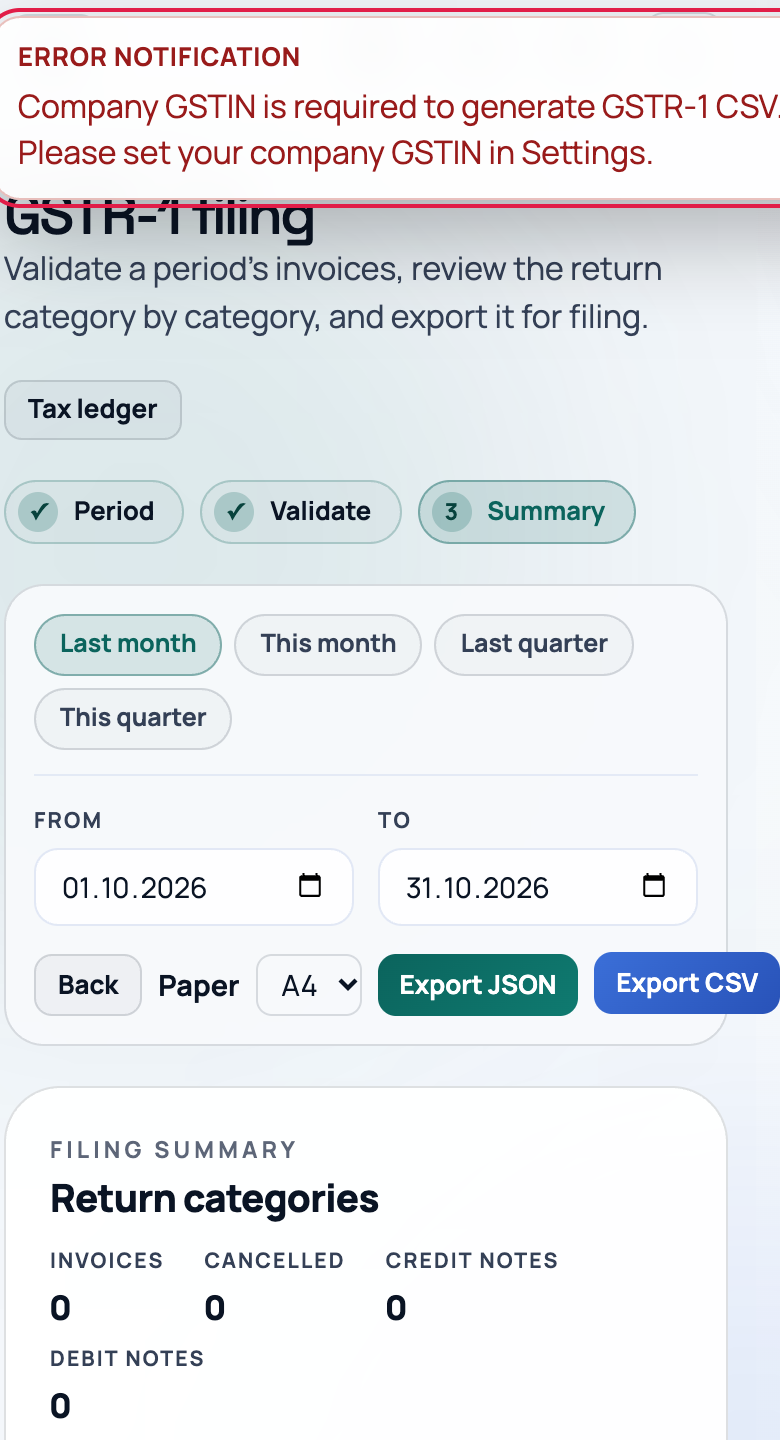 ERROR NOTIFICATION
Company GSTIN is required to generate GSTR-1 CSV.
Please set your company GSTIN in Settings.
GSTR-1 filing
Validate a period's invoices, review the return
category by category, and export it for filing.
Tax ledger
✓ Period ✓ Validate 3 Summary
Last month This month Last quarter
This quarter
FROM TO
01.10.2026 31.10.2026
Back Paper A4 Export JSON Export CSV
FILING SUMMARY
Return categories
INVOICES CANCELLED CREDIT NOTES
0 0 0
DEBIT NOTES
0